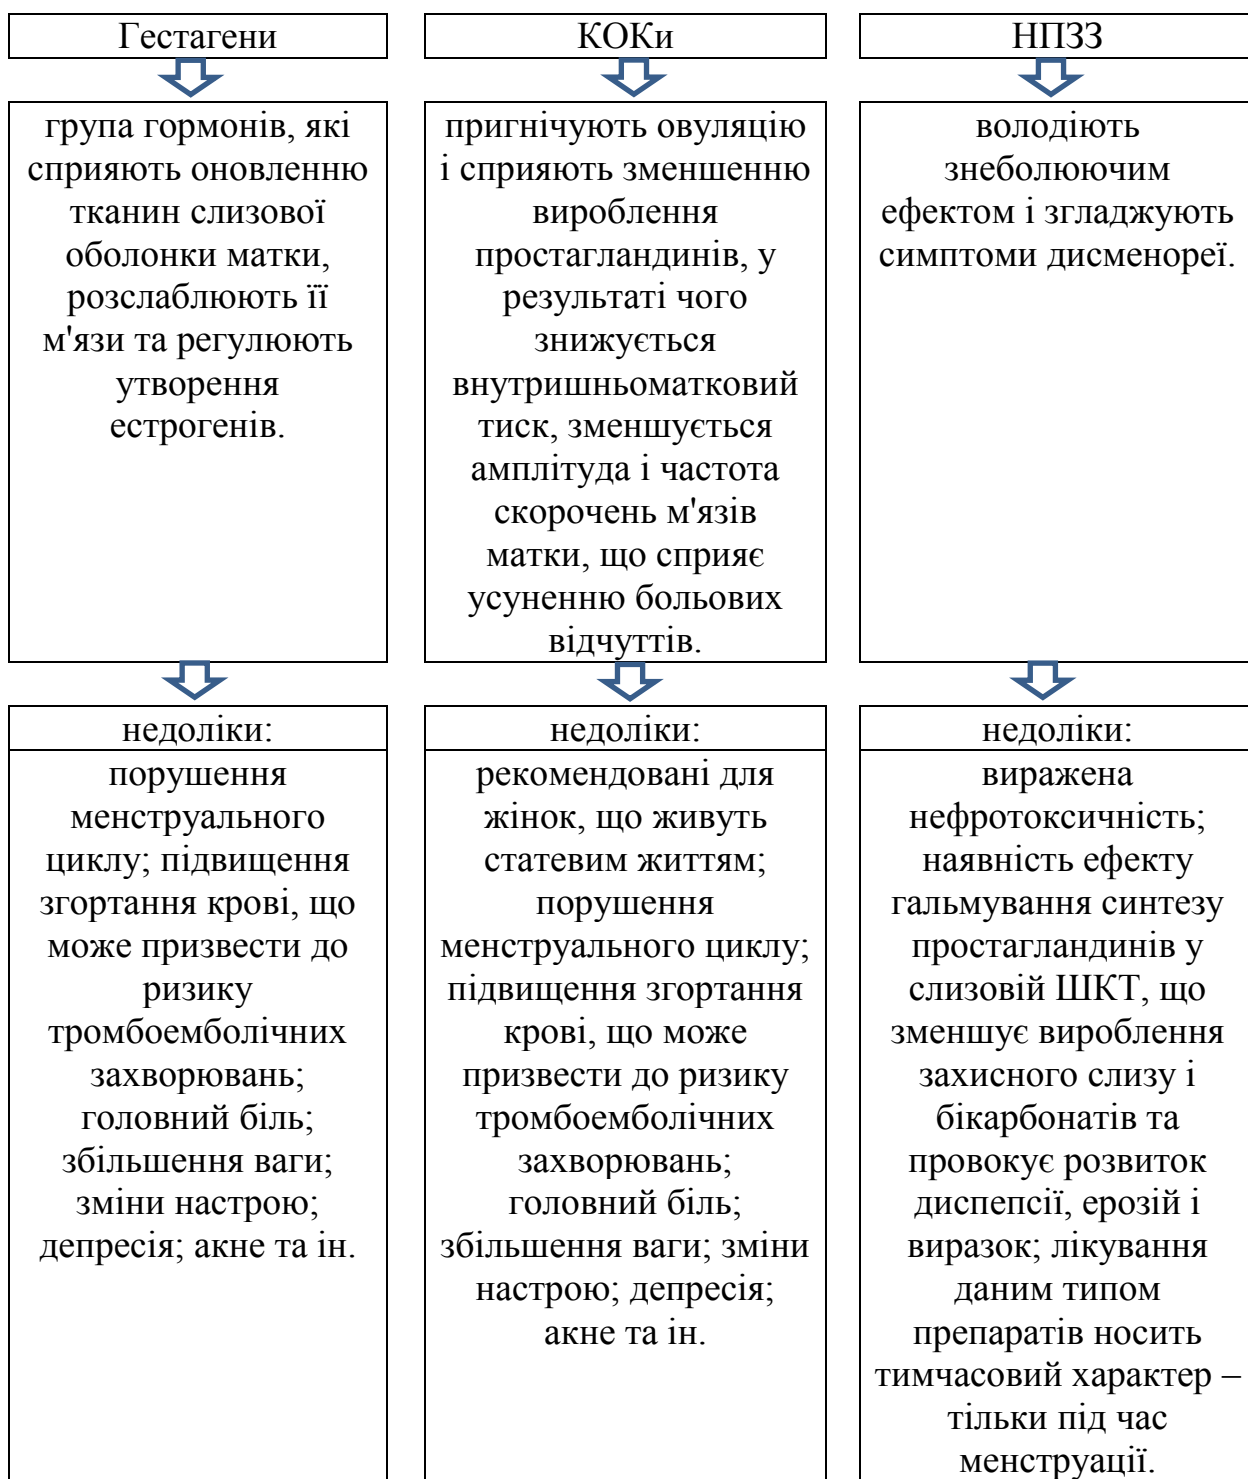 Гестагени
група гормонів, які
сприяють оновленню
тканин слизової
оболонки матки,
розслаблюють її
м'язи та регулюють
утворення
естрогенів.
недоліки:
порушення
менструального
циклу; підвищення
згортання крові, що
може призвести до
ризику
тромбоемболічних
захворювань;
головний біль;
збільшення ваги;
зміни настрою;
депресія; акне та ін.
КОКи
пригнічують овуляцію
і сприяють зменшенню
вироблення
простагландинів, у
результаті чого
знижується
внутришньоматковий
тиск, зменшується
амплітуда і частота
скорочень м'язів
матки, що сприяє
усуненню больових
відчуттів.
недоліки:
рекомендовані для
жінок, що живуть
статевим життям;
порушення
менструального циклу;
підвищення згортання
крові, що може
призвести до ризику
тромбоемболічних
захворювань;
головний біль;
збільшення ваги; зміни
настрою; депресія;
акне та ін.
НПЗЗ
володіють
знеболюючим
ефектом і згладжують
симптоми дисменореї.
недоліки:
виражена
нефротоксичність;
наявність ефекту
гальмування синтезу
простагландинів у
слизовій ШКТ, що
зменшує вироблення
захисного слизу і
бікарбонатів та
провокує розвиток
диспепсії, ерозій і
виразок; лікування
даним типом
препаратів носить
тимчасовий характер –
тільки під час
менструації.